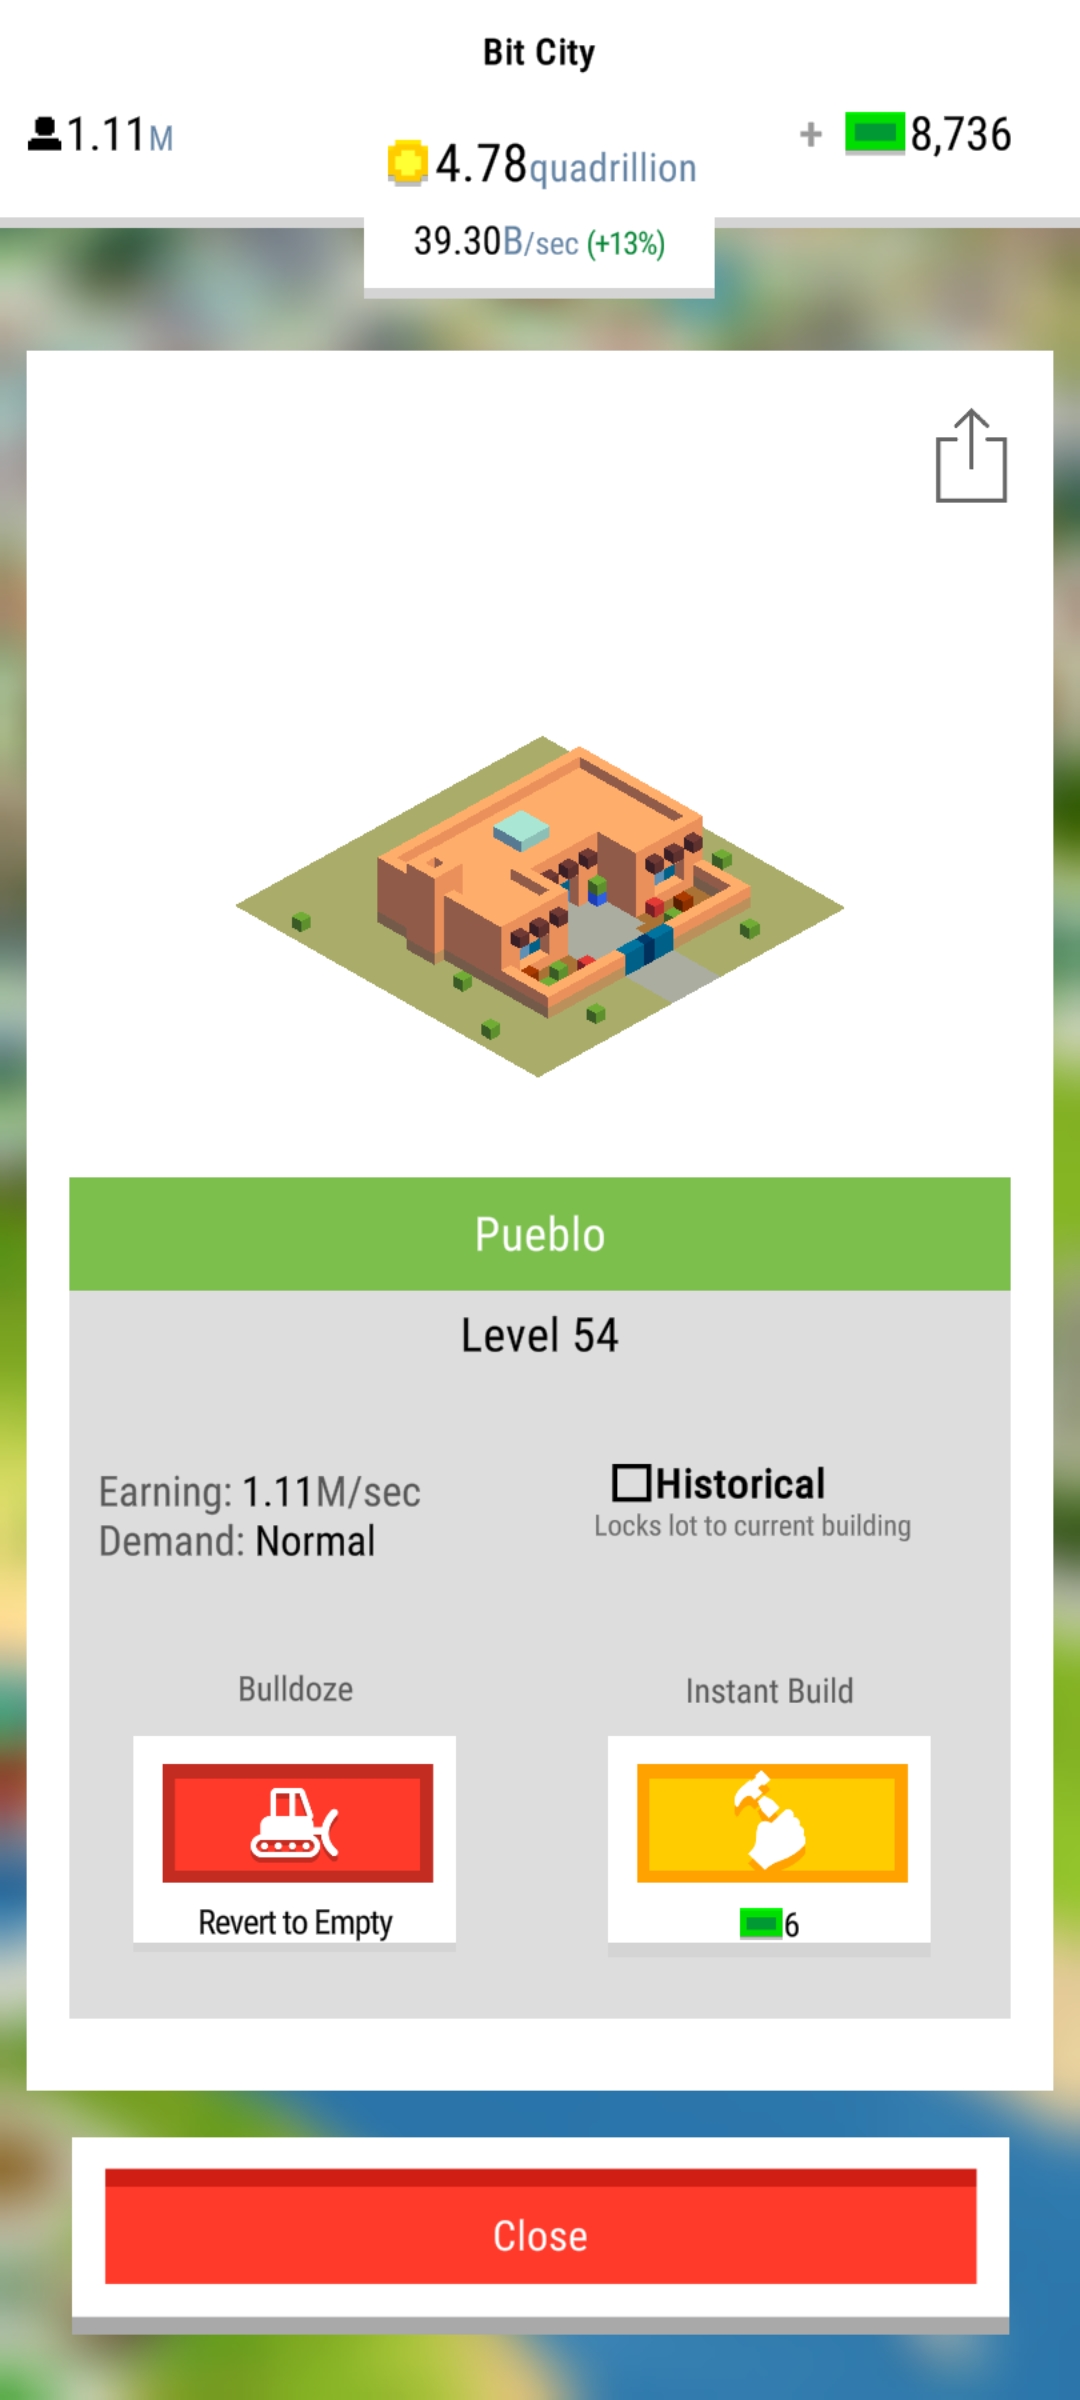 Bit City
1.11M
4.78quadrillion
+ 8,736
39.30B/sec (+13%)
Pueblo
Level 54
Earning: 1.11M/sec
Demand: Normal
Historical
Locks lot to current building
Bulldoze
Instant Build
Revert to Empty
6
Close